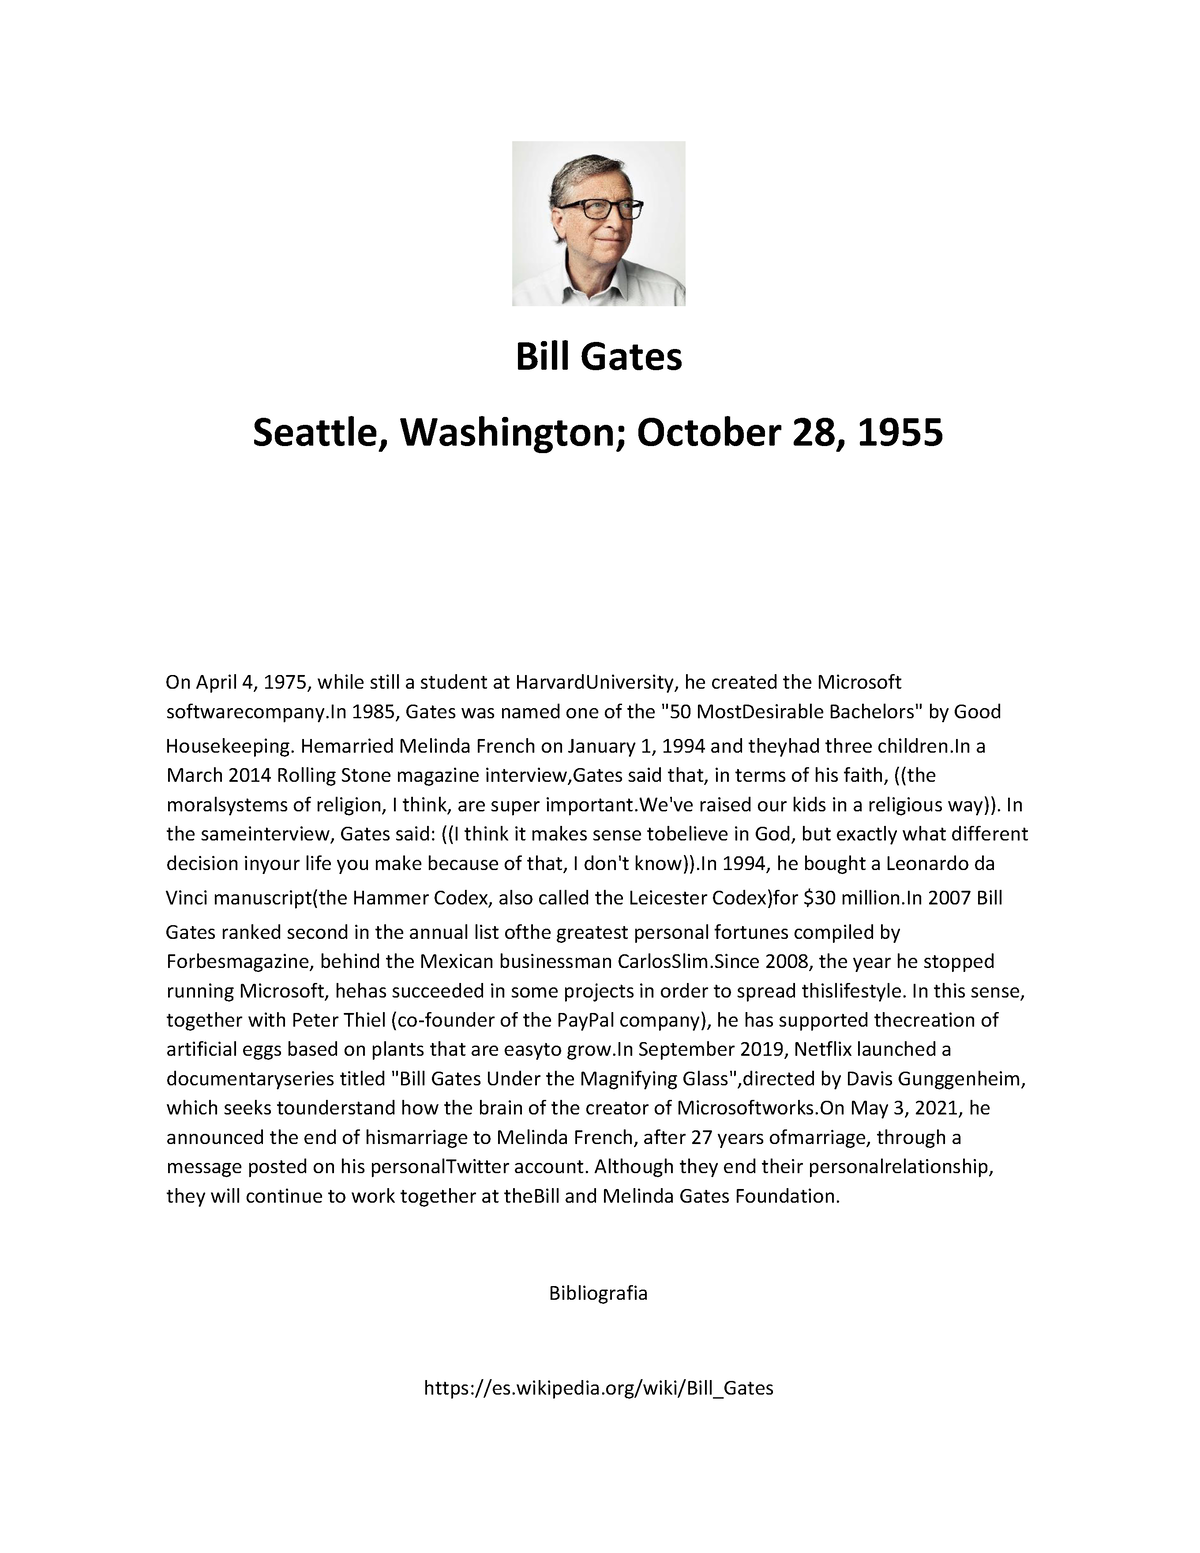 Bill Gates
Seattle, Washington; October 28, 1955
On April 4, 1975, while still a student at HarvardUniversity, he created the Microsoft
softwarecompany.In 1985, Gates was named one of the "50 MostDesirable Bachelors" by Good
Housekeeping. Hemarried Melinda French on January 1, 1994 and theyhad three children.In a
March 2014 Rolling Stone magazine interview,Gates said that, in terms of his faith, ((the
moralsystems of religion, I think, are super important.We've raised our kids in a religious way)). In
the sameinterview, Gates said: ((I think it makes sense tobelieve in God, but exactly what different
decision inyour life you make because of that, I don't know)).In 1994, he bought a Leonardo da
Vinci manuscript(the Hammer Codex, also called the Leicester Codex)for $30 million.In 2007 Bill
Gates ranked second in the annual list ofthe greatest personal fortunes compiled by
Forbesmagazine, behind the Mexican businessman CarlosSlim.Since 2008, the year he stopped
running Microsoft, hehas succeeded in some projects in order to spread thislifestyle. In this sense,
together with Peter Thiel (co-founder of the PayPal company), he has supported thecreation of
artificial eggs based on plants that are easyto grow.In September 2019, Netflix launched a
documentaryseries titled "Bill Gates Under the Magnifying Glass",directed by Davis Gunggenheim,
which seeks tounderstand how the brain of the creator of Microsoftworks.On May 3, 2021, he
announced the end of hismarriage to Melinda French, after 27 years ofmarriage, through a
message posted on his personalTwitter account. Although they end their personalrelationship,
they will continue to work together at theBill and Melinda Gates Foundation.
Bibliografia
https://es.wikipedia.org/wiki/Bill_Gates